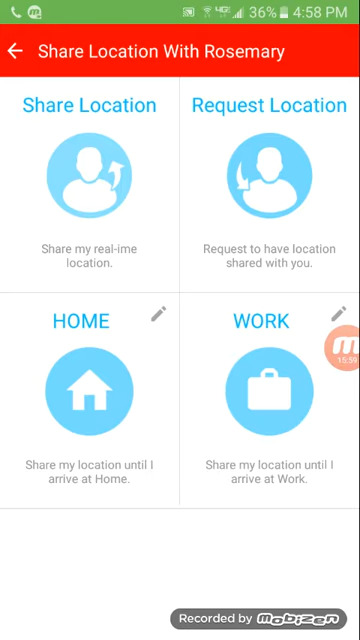 36% 4:58 PM
Share Location With Rosemary
Share Location
Request Location
Share my real-ime
location.
Request to have location
shared with you.
HOME
WORK
15:59
Share my location until I
arrive at Home.
Share my location until I
arrive at Work.
Recorded by mobizen